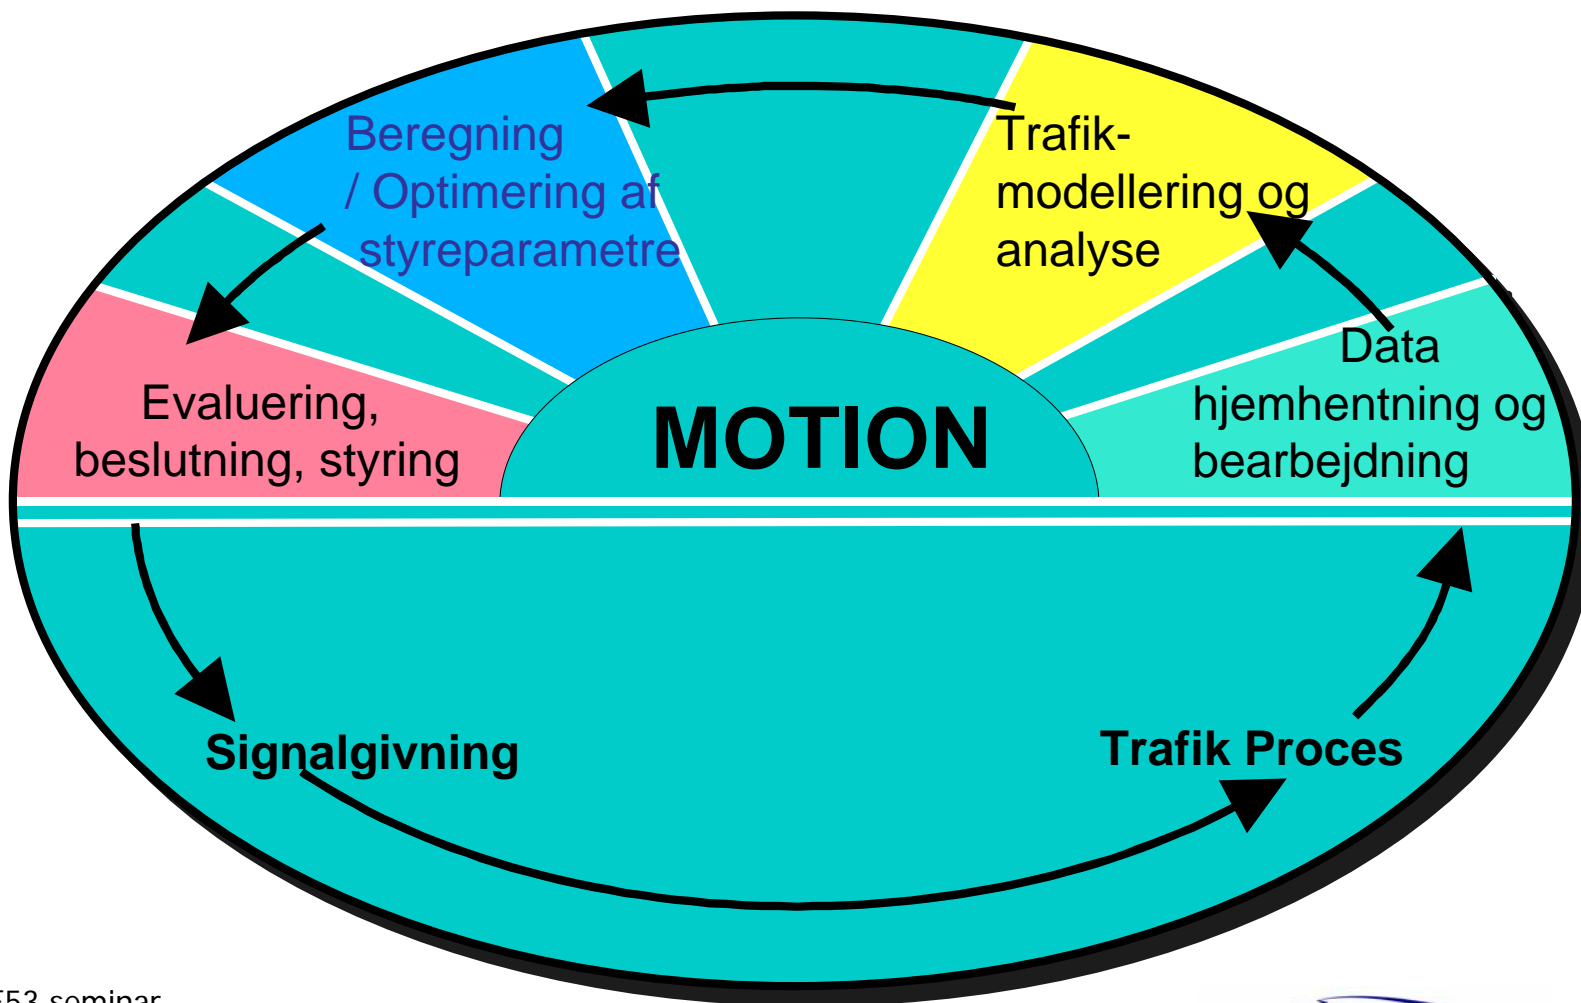 Beregning
/ Optimering af
styreparametre
Trafik-
modellering og
analyse
Evaluering,
beslutning, styring
MOTION
Data
hjemhentning og
bearbejdning
Signalgivning
Trafik Proces
seminar